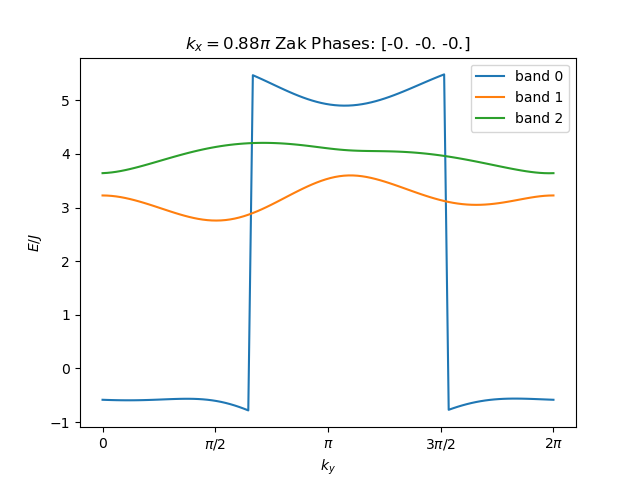 $k_x = 0.88\pi$ Zak Phases: [-0. -0. -0.]
band 0
band 1
band 2
5
4
3
2
1
0
−1
E/J
0
π/2
π
3π/2
2π
$k_y$